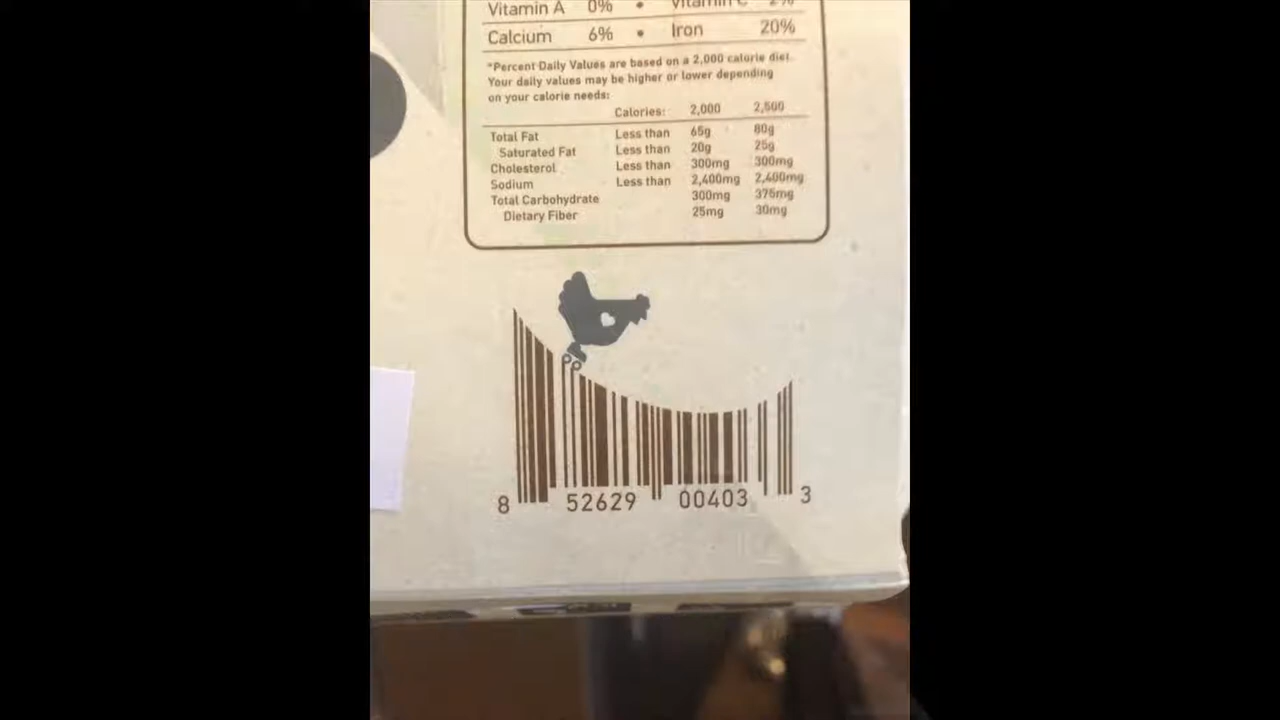 Vitamin A 0% • Vitamin C 2%
Calcium 6% • Iron 20%
*Percent Daily Values are based on a 2,000 calorie diet.
Your daily values may be higher or lower depending
on your calorie needs:
Calories: 2,000 2,500
Total Fat Less than 65g 80g
Saturated Fat Less than 20g 25g
Cholesterol Less than 300mg 300mg
Sodium Less than 2,400mg 2,400mg
Total Carbohydrate 300mg 375mg
Dietary Fiber 25mg 30mg
8 52629 00403 3